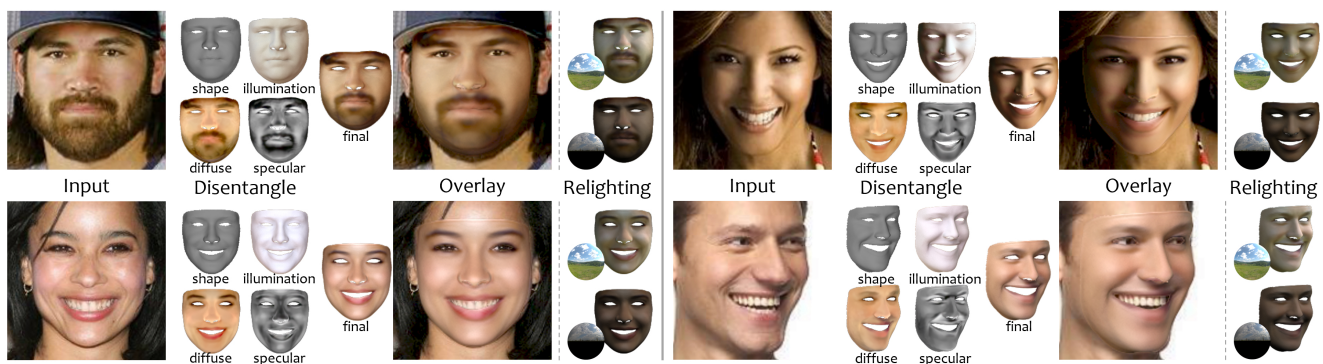 shape illumination
final
diffuse specular
Input Disentangle Overlay Relighting
shape illumination
final
diffuse specular
Input Disentangle Overlay Relighting
shape illumination
final
diffuse specular
shape illumination
final
diffuse specular